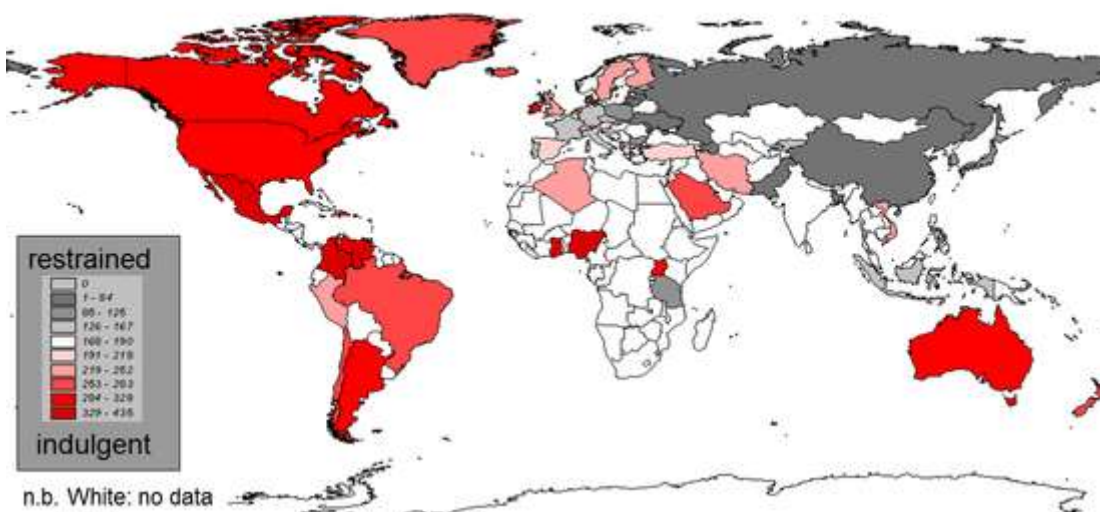 restrained
0
1 - 84
85 - 125
126 - 167
168 - 190
191 - 218
219 - 252
253 - 283
284 - 328
329 - 435
indulgent
n.b. White: no data